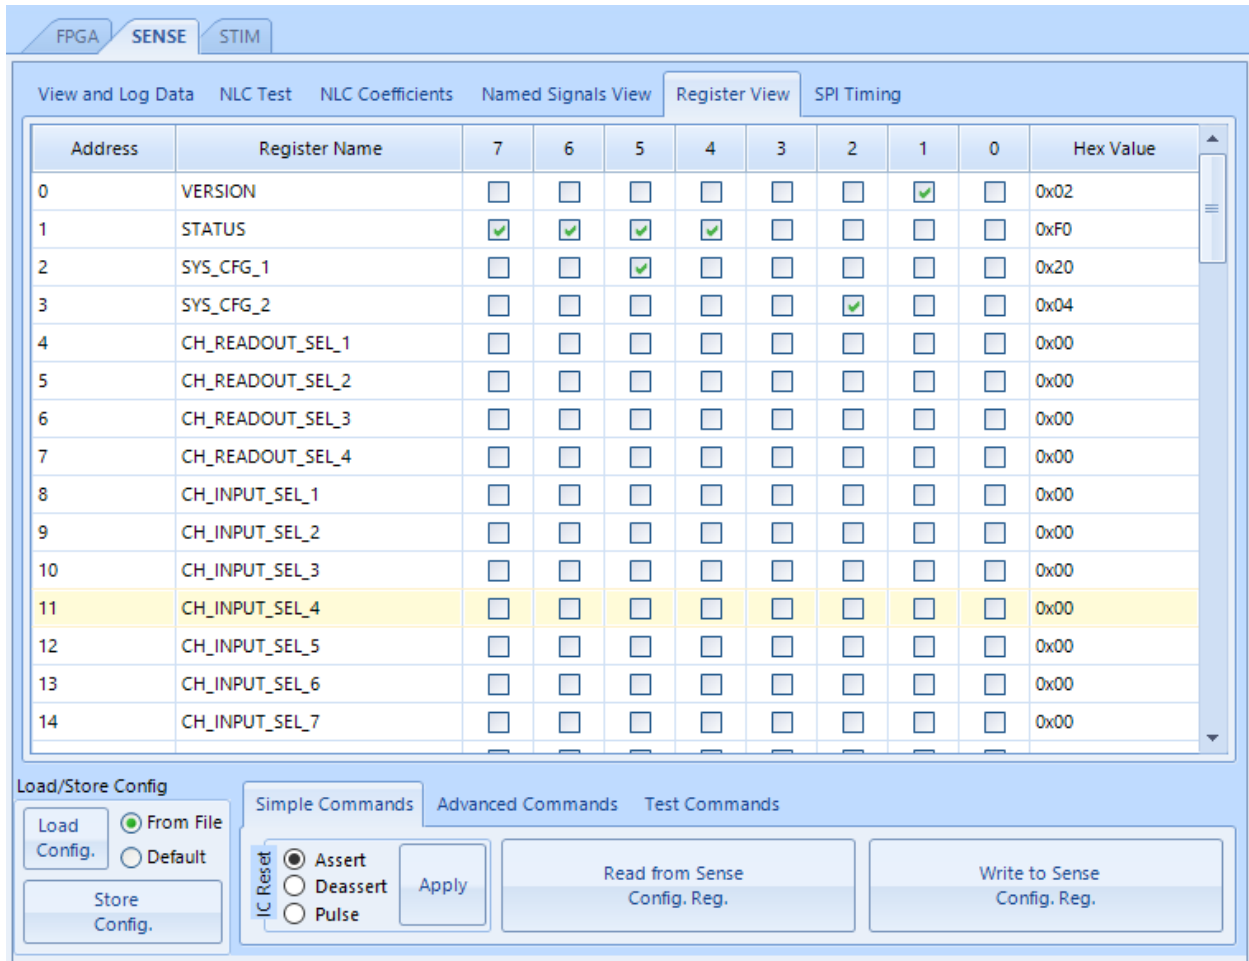 FPGA SENSE STIM
View and Log Data NLC Test NLC Coefficients Named Signals View Register View SPI Timing
Address Register Name 7 6 5 4 3 2 1 0 Hex Value
0 VERSION 0x02
1 STATUS 0xF0
2 SYS_CFG_1 0x20
3 SYS_CFG_2 0x04
4 CH_READOUT_SEL_1 0x00
5 CH_READOUT_SEL_2 0x00
6 CH_READOUT_SEL_3 0x00
7 CH_READOUT_SEL_4 0x00
8 CH_INPUT_SEL_1 0x00
9 CH_INPUT_SEL_2 0x00
10 CH_INPUT_SEL_3 0x00
11 CH_INPUT_SEL_4 0x00
12 CH_INPUT_SEL_5 0x00
13 CH_INPUT_SEL_6 0x00
14 CH_INPUT_SEL_7 0x00
Load/Store Config
Load
Config.
From File
Default
Store
Config.
Simple Commands Advanced Commands Test Commands
IC Reset
Assert
Deassert
Pulse
Apply
Read from Sense
Config. Reg.
Write to Sense
Config. Reg.